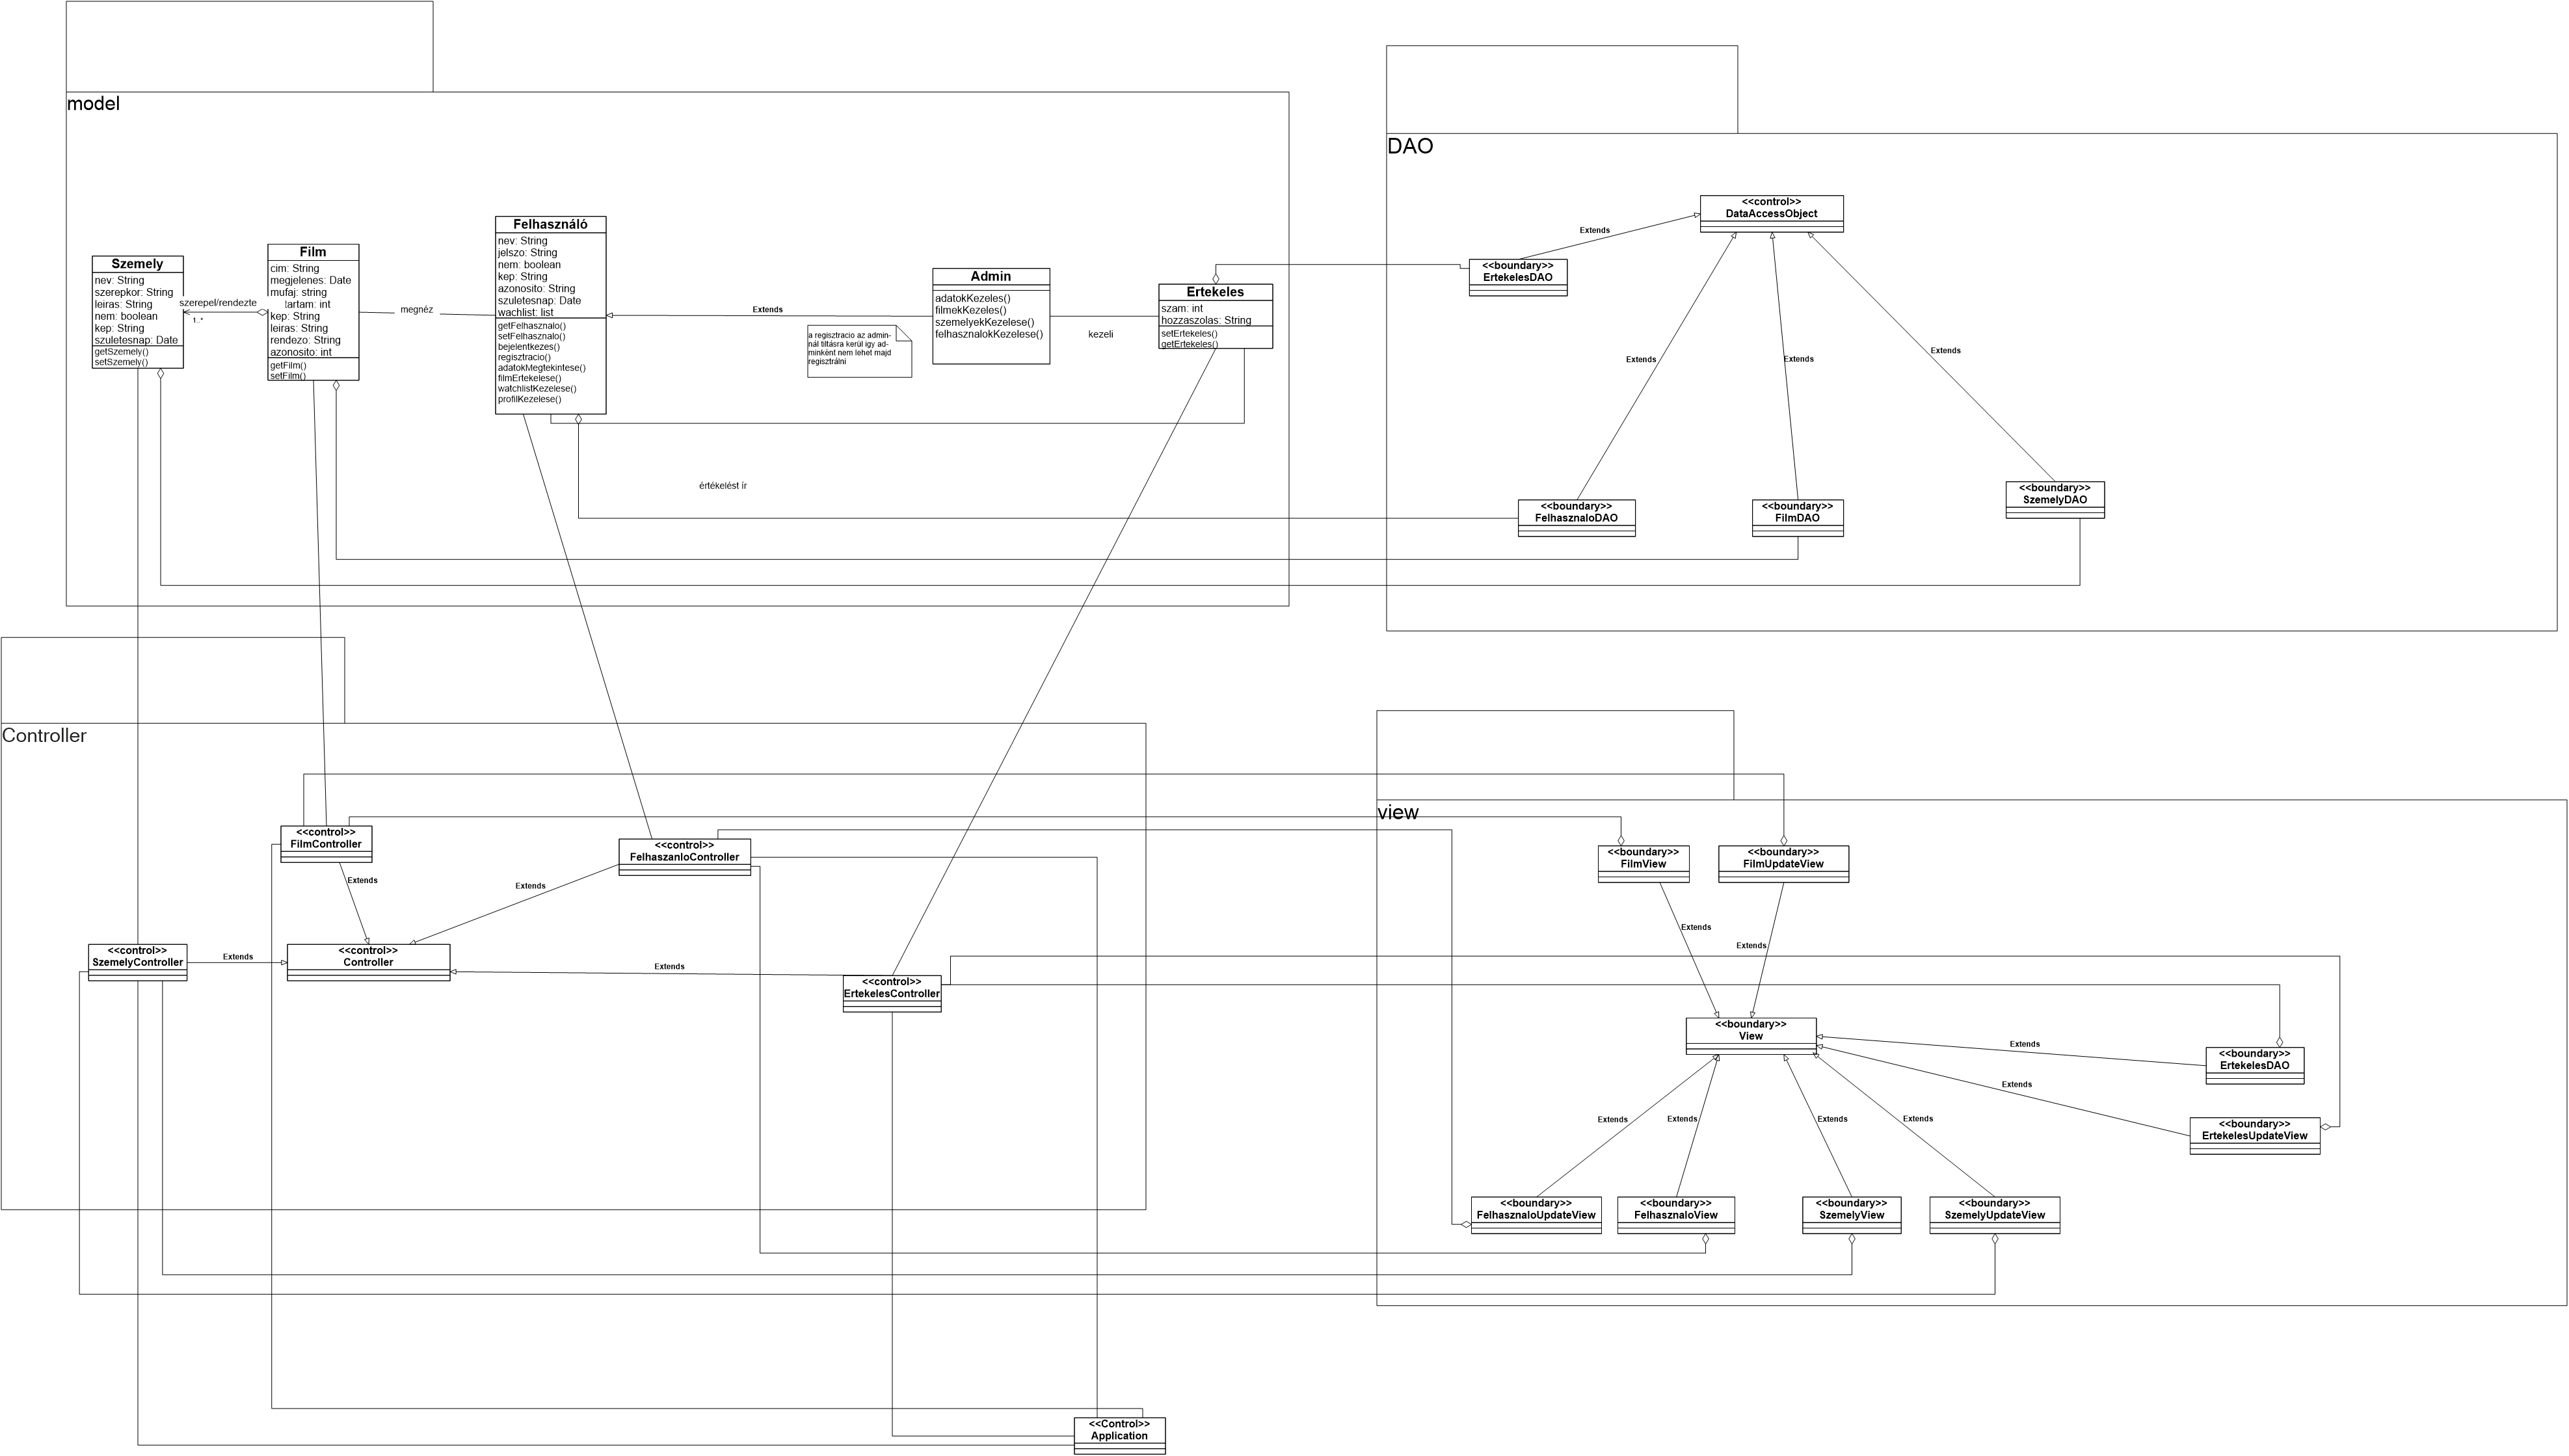 model
Szemely
nev: String
szerepkor: String
leiras: String
nem: boolean
kep: String
szuletesnap: Date
getSzemely()
setSzemely()
szerepel/rendezte
1..*
Film
cim: String
megjelenes: Date
mufaj: string
tartam: int
kep: String
leiras: String
rendezo: String
azonosito: int
getFilm()
setFilm()
megnéz
Felhasználó
nev: String
jelszo: String
nem: boolean
kep: String
azonosito: String
szuletesnap: Date
wachlist: list
getFelhasznalo()
setFelhasznalo()
bejelentkezes()
regisztracio()
adatokMegtekintese()
filmErtekelese()
watchlistKezelese()
profilKezelese()
Extends
a regisztracio az admin-
nál tiltásra kerül igy ad-
minként nem lehet majd
regisztrálni
Admin
adatokKezeles()
filmekKezeles()
szemelyekKezelese()
felhasznalokKezelese()
kezeli
Ertekeles
szam: int
hozzaszolas: String
setErtekeles()
getErtekeles()
értékelést ír
DAO
<<control>>
DataAccessObject
Extends
<<boundary>>
ErtekelesDAO
Extends
Extends
Extends
<<boundary>>
FelhasznaloDAO
<<boundary>>
FilmDAO
<<boundary>>
SzemelyDAO
Controller
<<control>>
FilmController
Extends
<<control>>
FelhaszanloController
Extends
<<control>>
SzemelyController
Extends
<<control>>
Controller
Extends
<<control>>
ErtekelesController
view
<<boundary>>
FilmView
<<boundary>>
FilmUpdateView
Extends
Extends
<<boundary>>
View
Extends
<<boundary>>
ErtekelesDAO
Extends
<<boundary>>
ErtekelesUpdateView
Extends
Extends
Extends
Extends
<<boundary>>
FelhasznaloUpdateView
<<boundary>>
FelhasznaloView
<<boundary>>
SzemelyView
<<boundary>>
SzemelyUpdateView
<<Control>>
Application